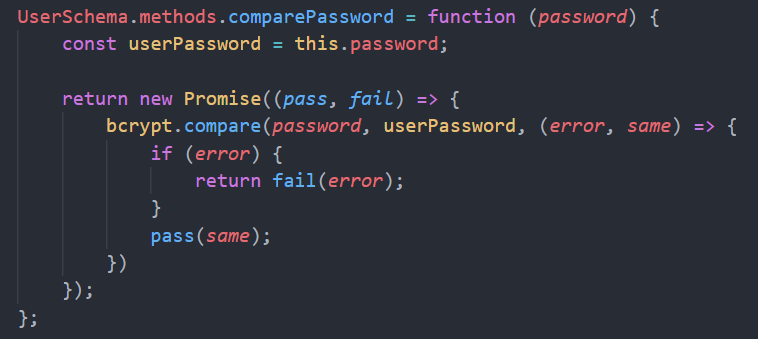 UserSchema.methods.comparePassword = function (password) {
    const userPassword = this.password;

    return new Promise((pass, fail) => {
        bcrypt.compare(password, userPassword, (error, same) => {
            if (error) {
                return fail(error);
            }
            pass(same);
        })
    });
};